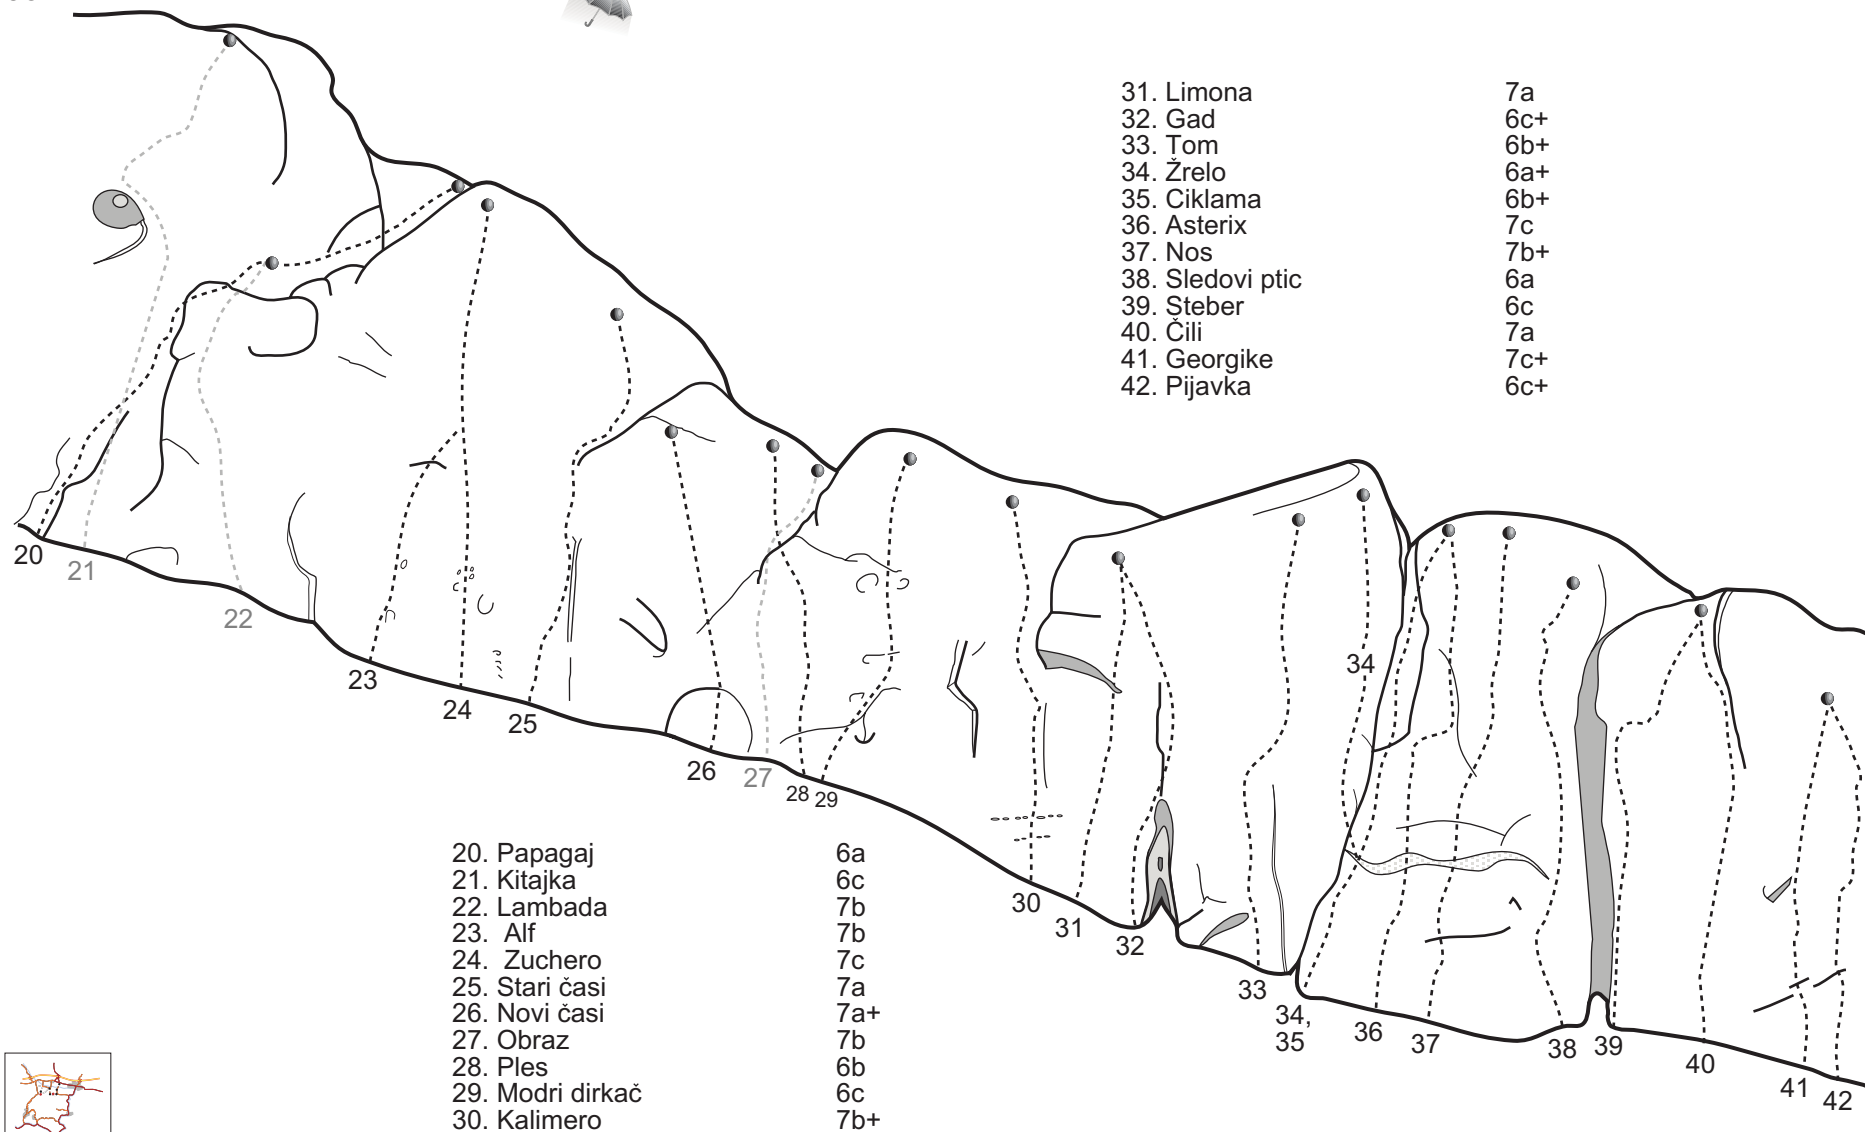 31. Limona 7a
32. Gad 6c+
33. Tom 6b+
34. Žrelo 6a+
35. Ciklama 6b+
36. Asterix 7c
37. Nos 7b+
38. Sledovi ptic 6a
39. Steber 6c
40. Čili 7a
41. Georgike 7c+
42. Pijavka 6c+
20
21
22
23
24
25
26
27
28
29
30
31
32
33
34
34,
35
36
37
38
39
40
41
42
20. Papagaj 6a
21. Kitajka 6c
22. Lambada 7b
23. Alf 7b
24. Zuchero 7c
25. Stari časi 7a
26. Novi časi 7a+
27. Obraz 7b
28. Ples 6b
29. Modri dirkač 6c
30. Kalimero 7b+